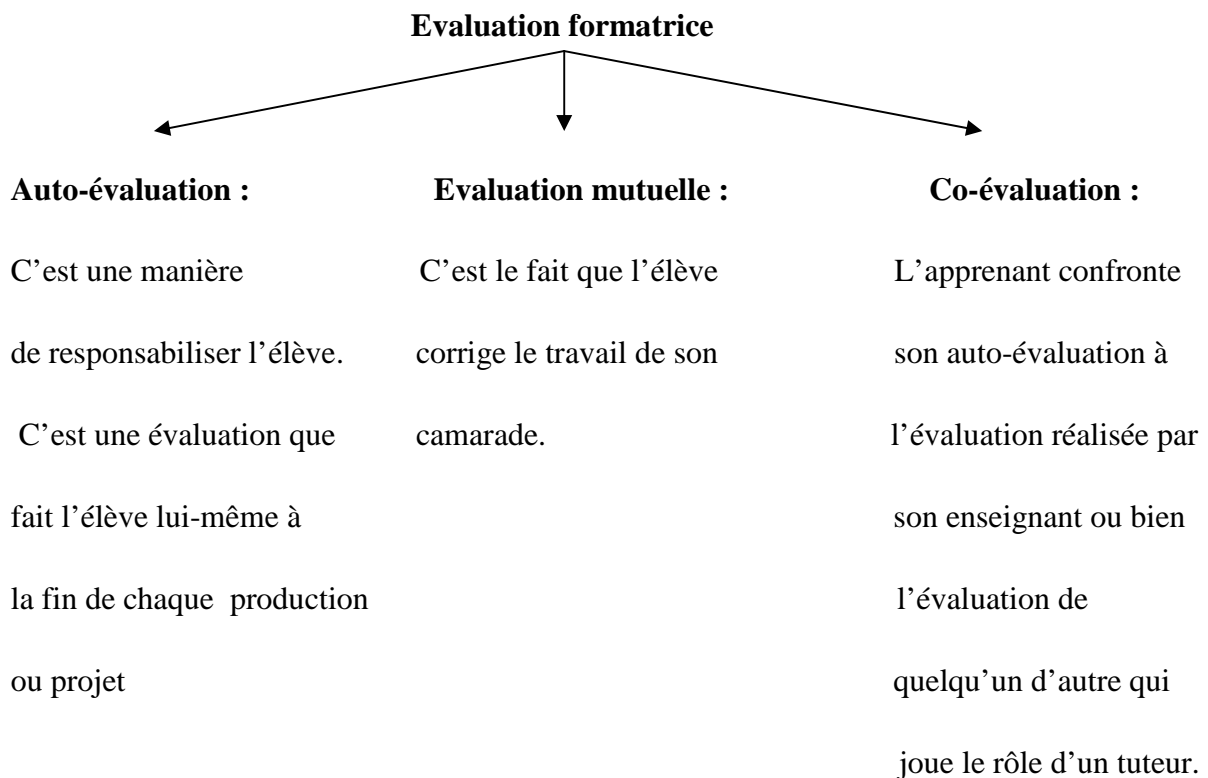 Evaluation formatrice
Auto-évaluation :
C’est une manière
de responsabiliser l’élève.
C’est une évaluation que
fait l’élève lui-même à
la fin de chaque production
ou projet
Evaluation mutuelle :
C’est le fait que l’élève
corrige le travail de son
camarade.
Co-évaluation :
L’apprenant confronte
son auto-évaluation à
l’évaluation réalisée par
son enseignant ou bien
l’évaluation de
quelqu’un d’autre qui
joue le rôle d’un tuteur.